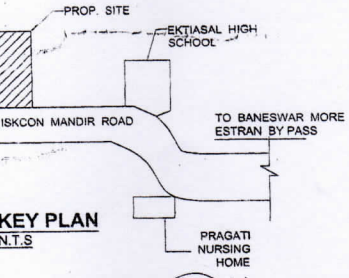 PROP. SITE
EKTIASAL HIGH
SCHOOL
ISKCON MANDIR ROAD
TO BANESWAR MORE
ESTRAN BY PASS
KEY PLAN
N.T.S
PRAGATI
NURSING
HOME